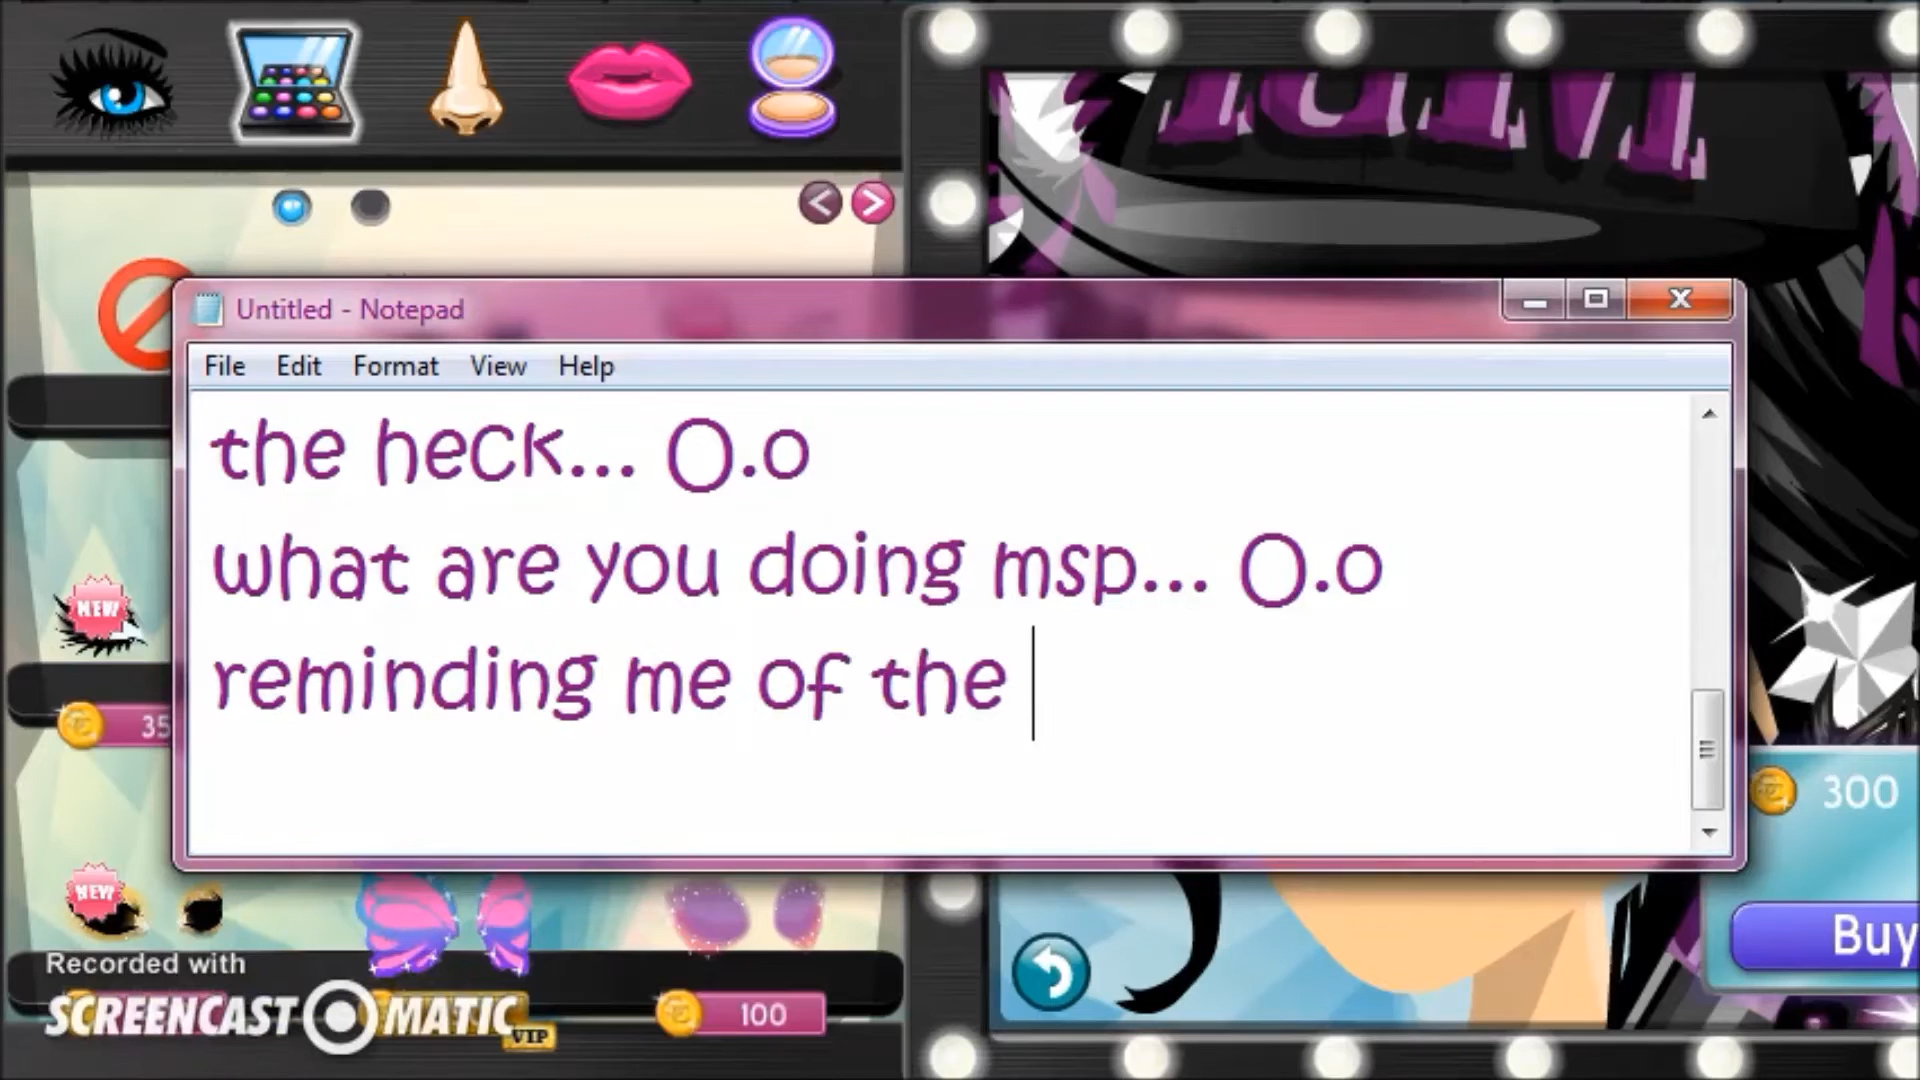 Untitled - Notepad
File Edit Format View Help
the heck... O.o
what are you doing msp... O.o
reminding me of the
NEW
35
300
NEW
Buy
Recorded with
SCREENCAST O MATIC
VIP
100